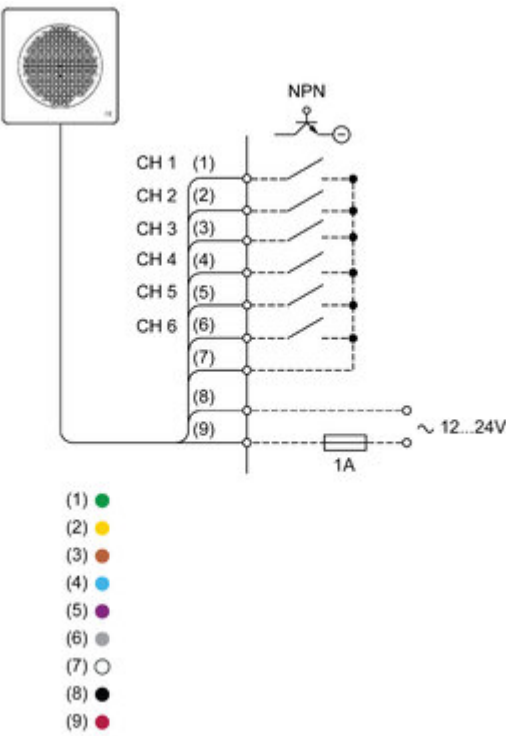 NPN
CH 1 (1)
CH 2 (2)
CH 3 (3)
CH 4 (4)
CH 5 (5)
CH 6 (6)
(7)
(8)
(9)
~ 12...24V
1A
(1)
(2)
(3)
(4)
(5)
(6)
(7)
(8)
(9)